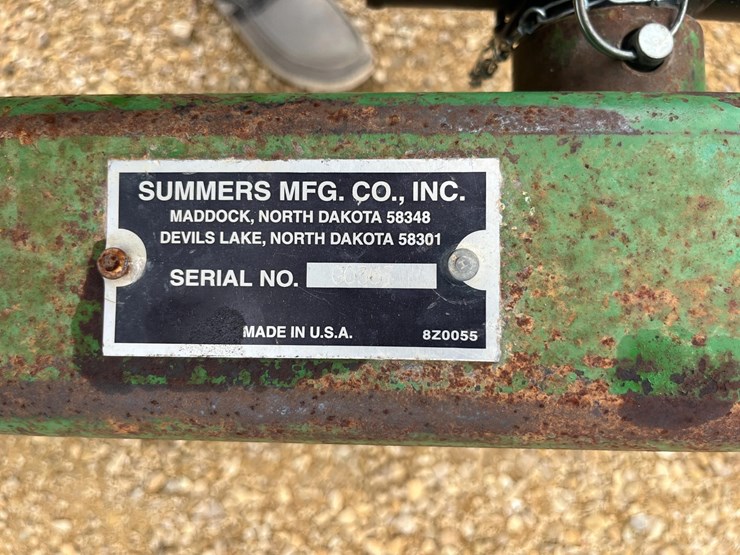 SUMMERS MFG. CO., INC.
MADDOCK, NORTH DAKOTA 58348
DEVILS LAKE, NORTH DAKOTA 58301
SERIAL NO.
MADE IN U.S.A. 8Z0055